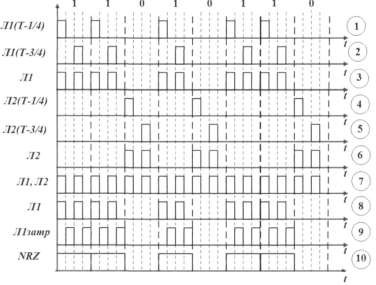 1 1 0 1 0 1 1 0
Л1(Т-1/4) t 1
Л1(Т-3/4) t 2
Л1 t 3
Л2(Т-1/4) t 4
Л2(Т-3/4) t 5
Л2 t 6
Л1, Л2 t 7
Л1 t 8
Л1затр t 9
NRZ t 10